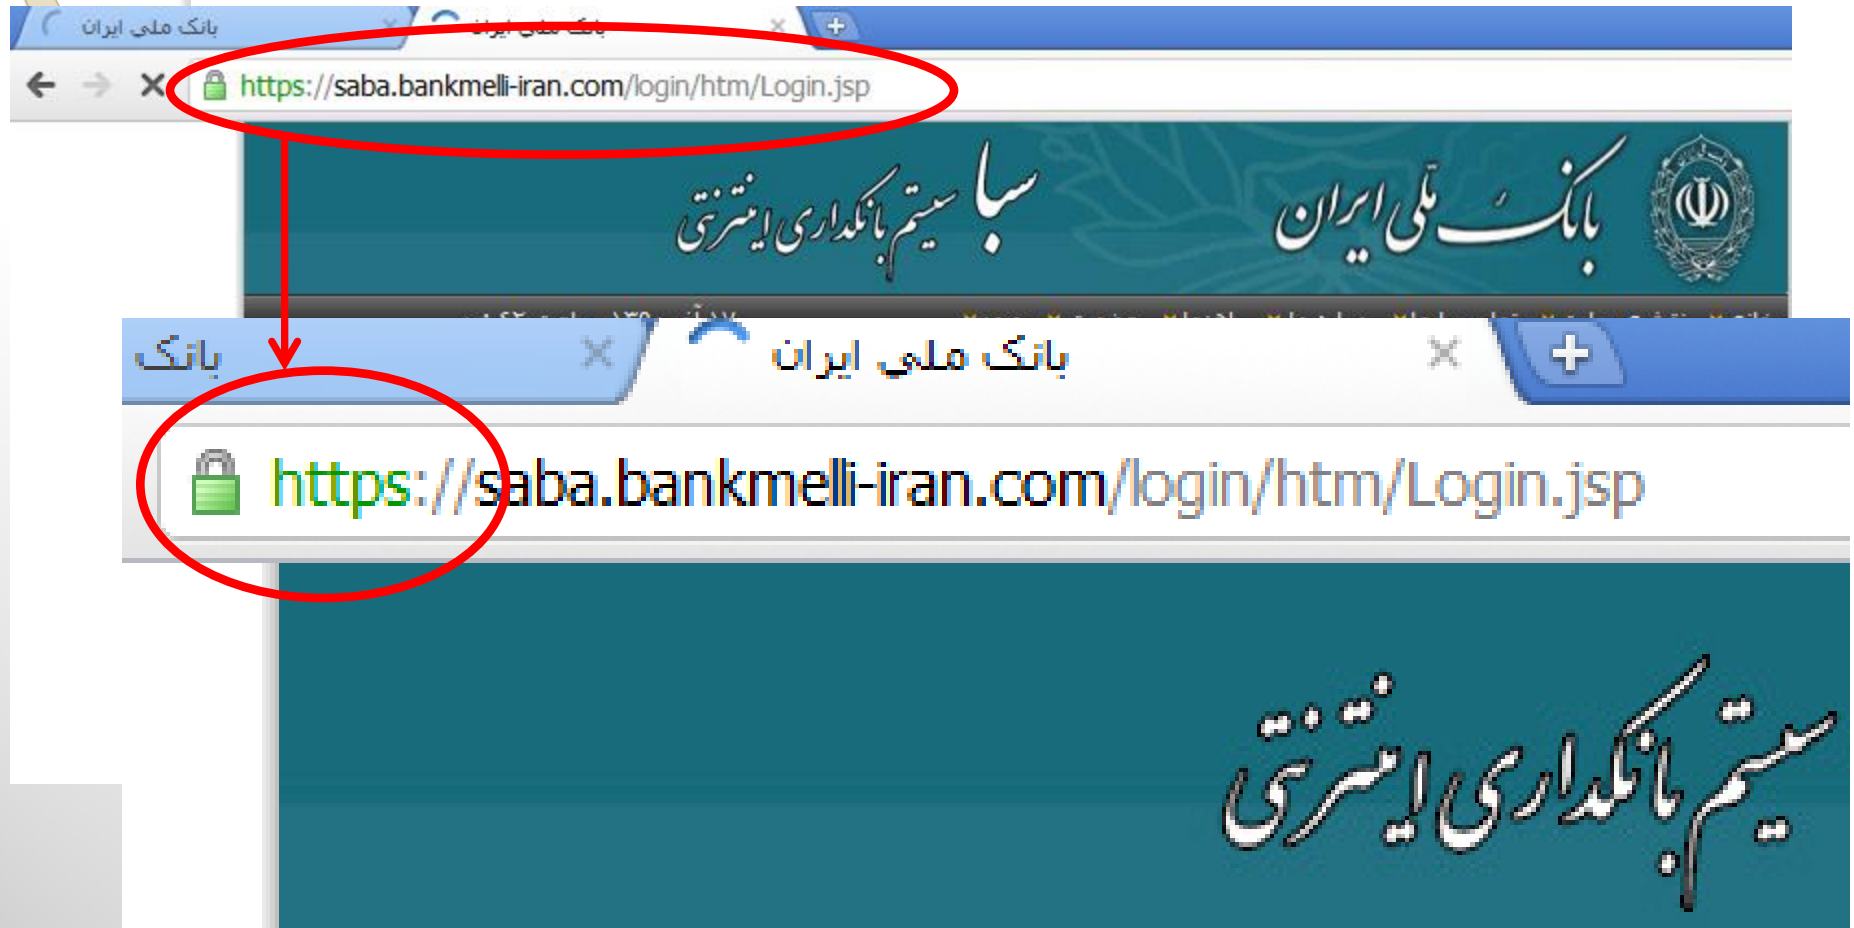 بانک ملی ایران
بانک ملی ایران
https://saba.bankmelli-iran.com/login/htm/Login.jsp
بانک ملی ایران
سبا سیستم بانکداری اینترنتی
بانک
بانک ملی ایران
https://saba.bankmelli-iran.com/login/htm/Login.jsp
سیستم بانکداری اینترنتی